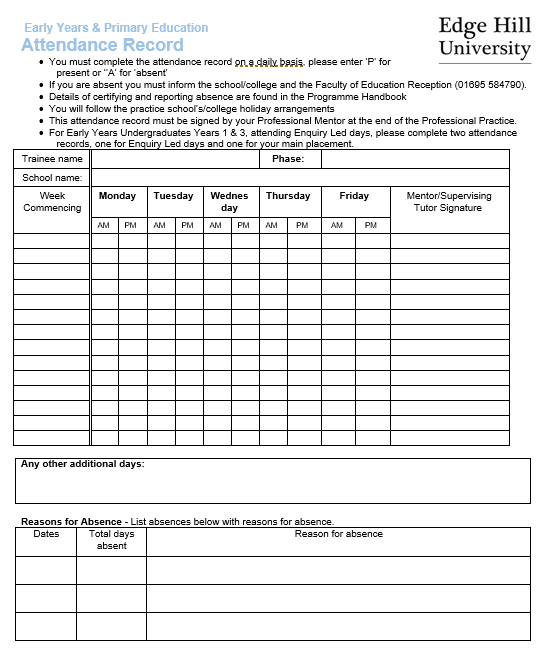 Early Years & Primary Education
Attendance Record
Edge Hill
University
• You must complete the attendance record on a daily basis, please enter 'P' for
present or "A' for 'absent'
• If you are absent you must inform the school/college and the Faculty of Education Reception (01695 584790).
• Details of certifying and reporting absence are found in the Programme Handbook
• You will follow the practice school's/college holiday arrangements
• This attendance record must be signed by your Professional Mentor at the end of the Professional Practice.
• For Early Years Undergraduates Years 1 & 3, attending Enquiry Led days, please complete two attendance
records, one for Enquiry Led days and one for your main placement.
Trainee name Phase:
School name:
Week Monday Tuesday Wednes Thursday Friday Mentor/Supervising
Commencing day Tutor Signature
AM PM AM PM AM PM AM PM AM PM
Any other additional days:
Reasons for Absence - List absences below with reasons for absence.
Dates Total days Reason for absence
absent